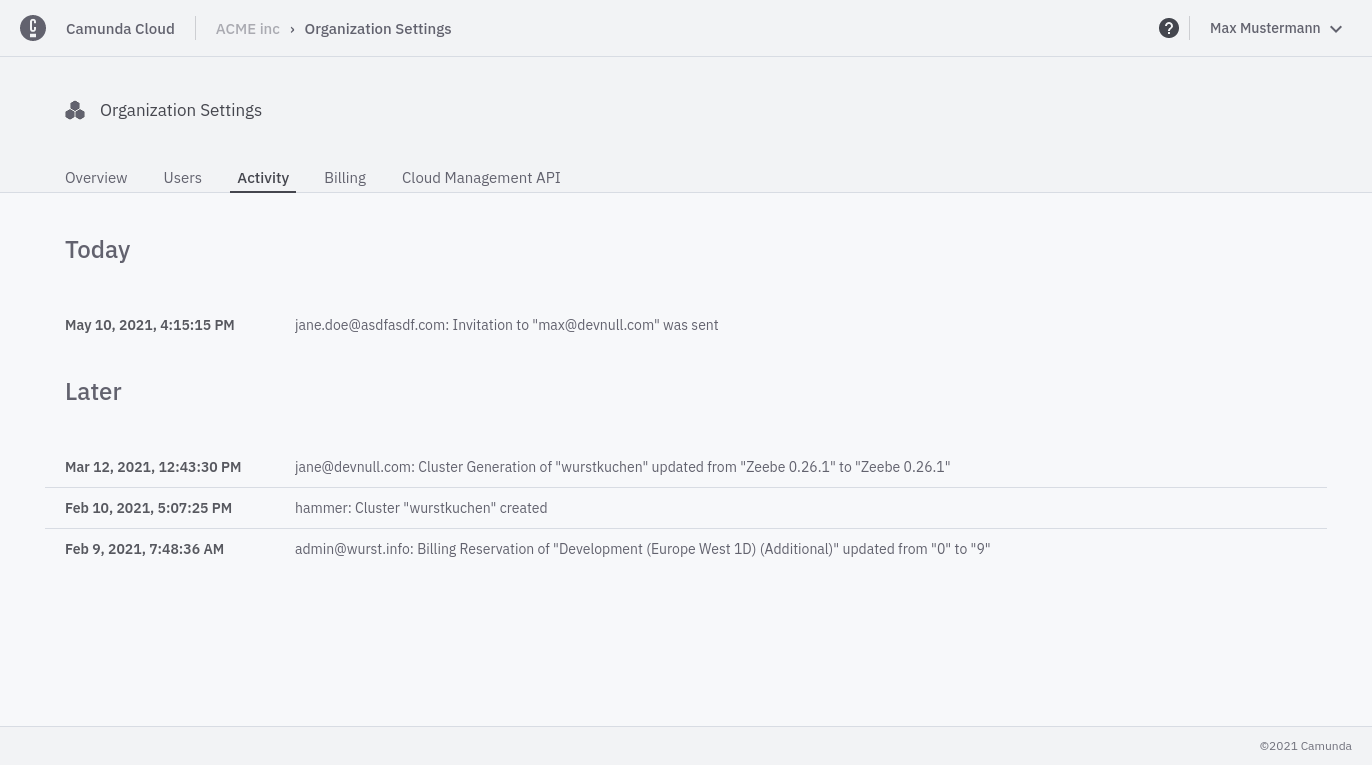 Camunda Cloud ACME inc › Organization Settings Max Mustermann
Organization Settings
Overview Users Activity Billing Cloud Management API
Today
May 10, 2021, 4:15:15 PM jane.doe@asdfasdf.com: Invitation to "max@devnull.com" was sent
Later
Mar 12, 2021, 12:43:30 PM jane@devnull.com: Cluster Generation of "wurstkuchen" updated from "Zeebe 0.26.1" to "Zeebe 0.26.1"
Feb 10, 2021, 5:07:25 PM hammer: Cluster "wurstkuchen" created
Feb 9, 2021, 7:48:36 AM admin@wurst.info: Billing Reservation of "Development (Europe West 1D) (Additional)" updated from "0" to "9"
©2021 Camunda